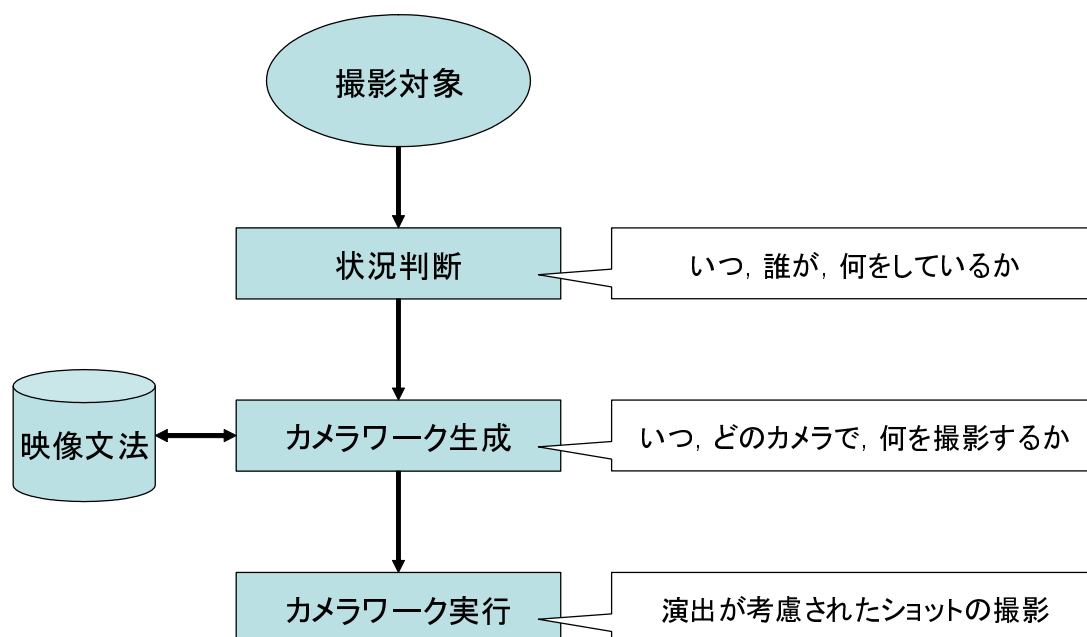 撮影対象
状況判断
いつ, 誰が, 何をしているか
映像文法
カメラワーク生成
いつ, どのカメラで, 何を撮影するか
カメラワーク実行
演出が考慮されたショットの撮影